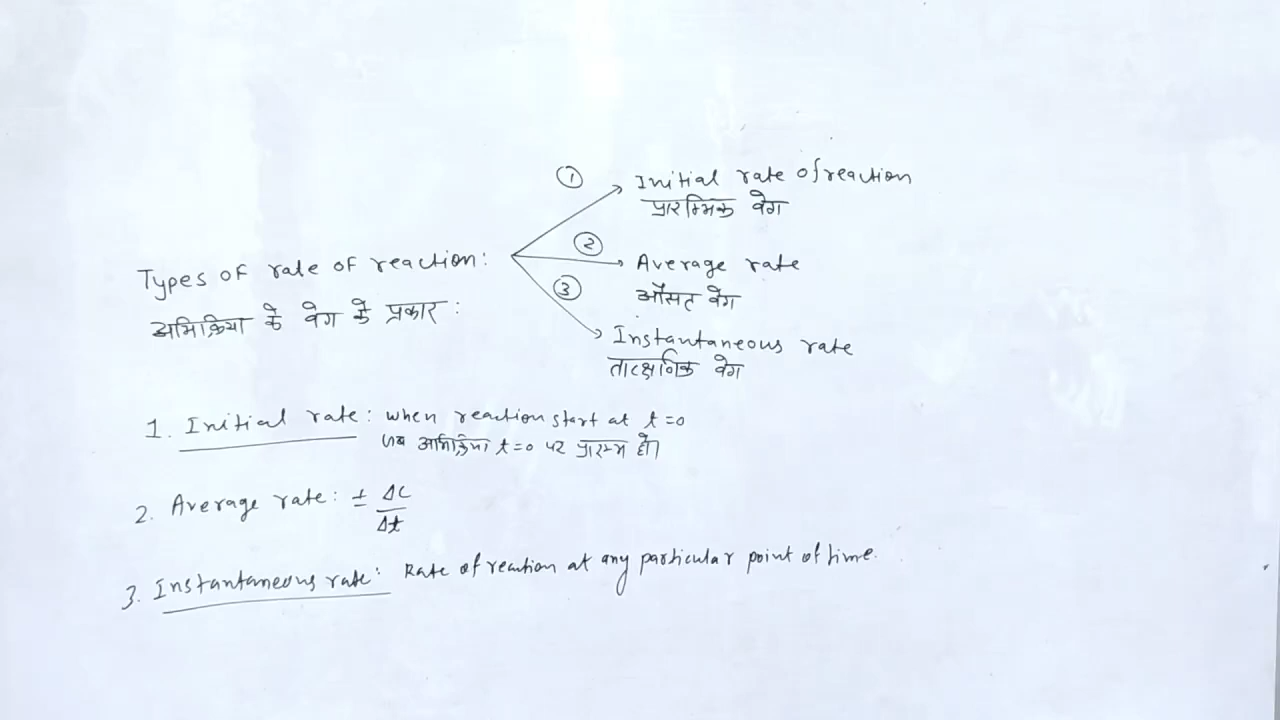 ① Initial rate of reaction
प्रारम्भिक वेग
Types of rate of reaction:
अभिक्रिया के वेग के प्रकार :
② Average rate
औसत वेग
③ Instantaneous rate
तात्क्षणिक वेग
1. Initial rate: when reaction start at t=0
जब अभिक्रिया t=0 पर प्रारम्भ हो।
2. Average rate: ± ΔC/Δt
3. Instantaneous rate: Rate of reaction at any particular point of time.